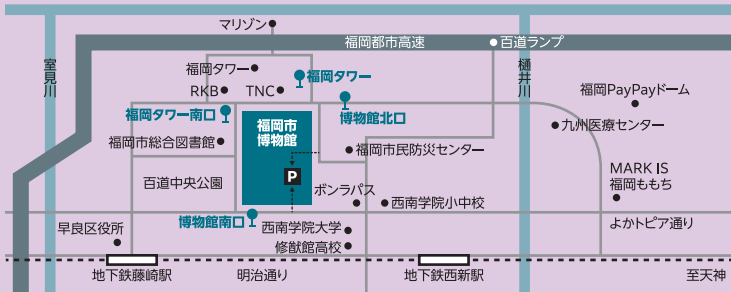 マリゾン
福岡都市高速
百道ランプ
室見川
樋井川
福岡タワー
福岡タワー
RKB
TNC
福岡PayPayドーム
福岡タワー南口
博物館北口
福岡市
博物館
九州医療センター
福岡市総合図書館
福岡市民防災センター
P
百道中央公園
ボンラパス
MARK IS
福岡ももち
西南学院小中校
博物館南口
よかトピア通り
早良区役所
西南学院大学
修猷館高校
地下鉄藤崎駅
明治通り
地下鉄西新駅
至天神